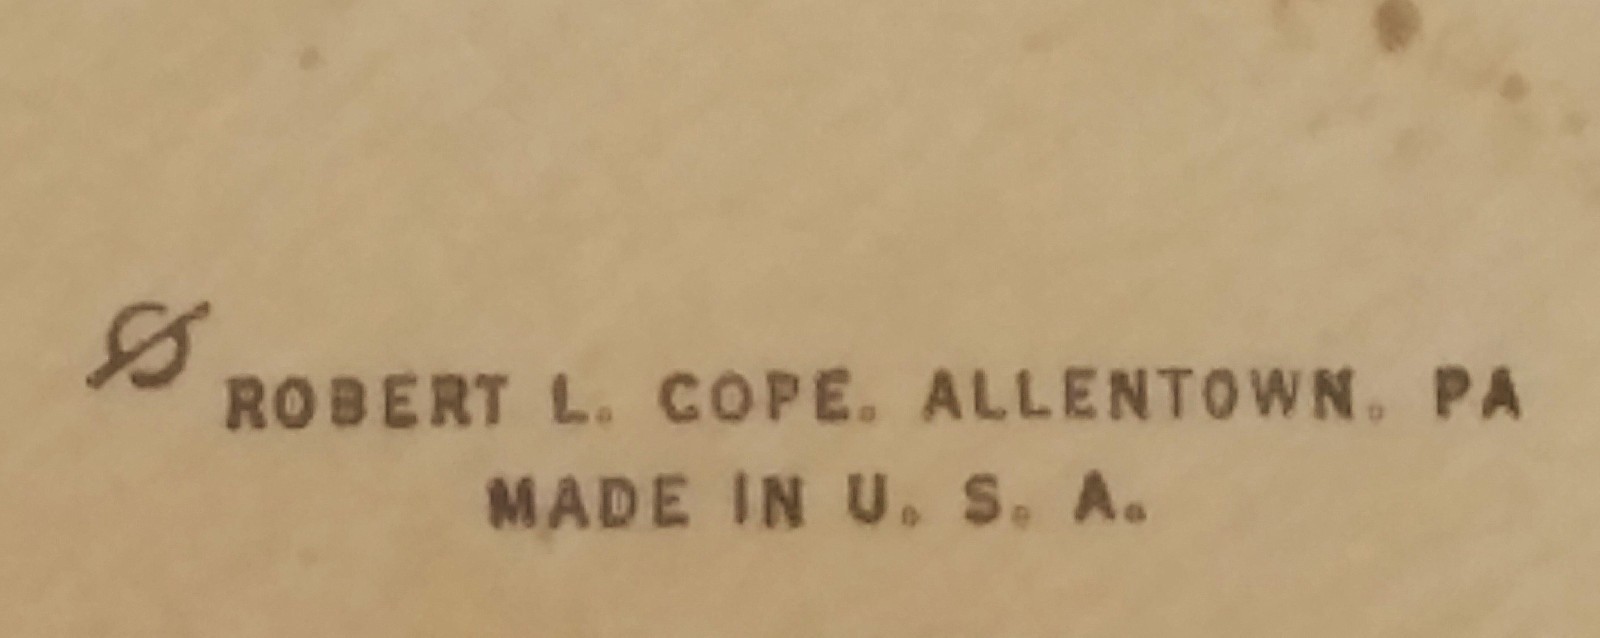 ROBERT L. COPE. ALLENTOWN. PA
MADE IN U. S. A.